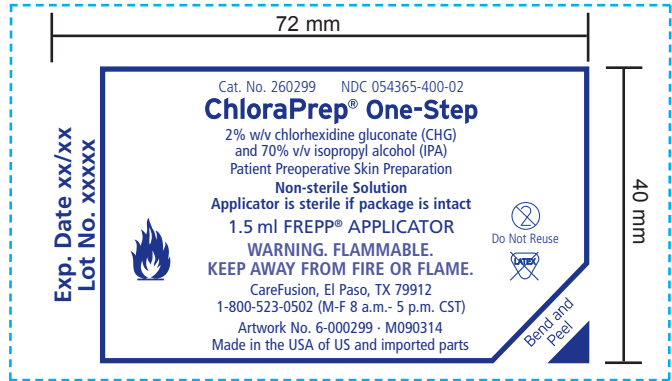 72 mm
Cat. No. 260299 NDC 054365-400-02
ChloraPrep® One-Step
2% w/v chlorhexidine gluconate (CHG)
and 70% v/v isopropyl alcohol (IPA)
Patient Preoperative Skin Preparation
Non-sterile Solution
Applicator is sterile if package is intact
1.5 ml FREPP® APPLICATOR
WARNING. FLAMMABLE.
KEEP AWAY FROM FIRE OR FLAME.
CareFusion, El Paso, TX 79912
1-800-523-0502 (M-F 8 a.m.- 5 p.m. CST)
Artwork No. 6-000299 · M090314
Made in the USA of US and imported parts
Exp. Date xx/xx
Lot No. xxxxx
2
Do Not Reuse
LATEX
Bend and
Peel
40 mm